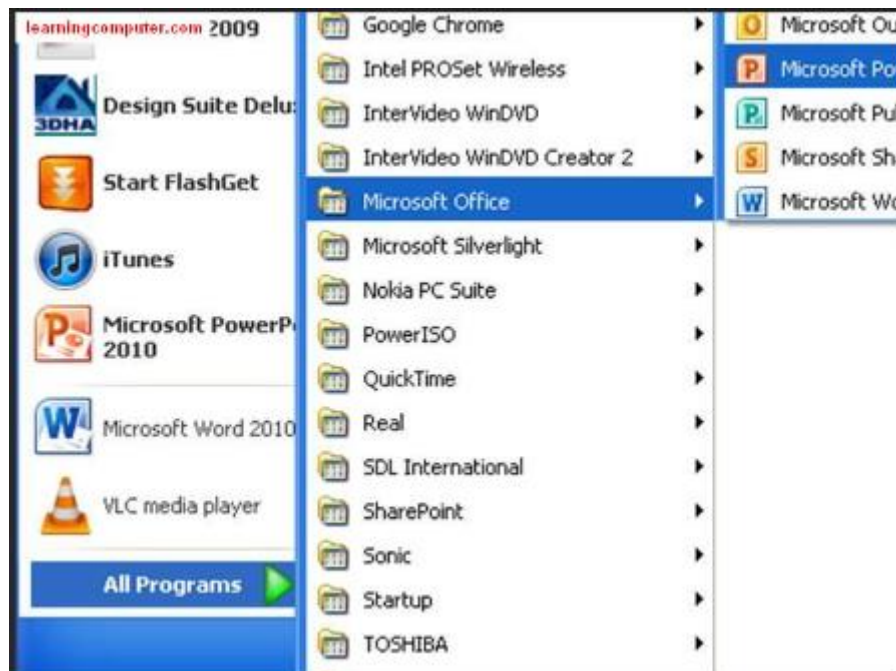 learningcomputer.com 2009
3DHA
Design Suite Delu
Start FlashGet
iTunes
Microsoft PowerP
2010
Microsoft Word 2010
VLC media player
All Programs
Google Chrome
Intel PROSet Wireless
InterVideo WinDVD
InterVideo WinDVD Creator 2
Microsoft Office
Microsoft Silverlight
Nokia PC Suite
PowerISO
QuickTime
Real
SDL International
SharePoint
Sonic
Startup
TOSHIBA
Microsoft Ou
Microsoft Po
Microsoft Pu
Microsoft Sh
Microsoft Wo